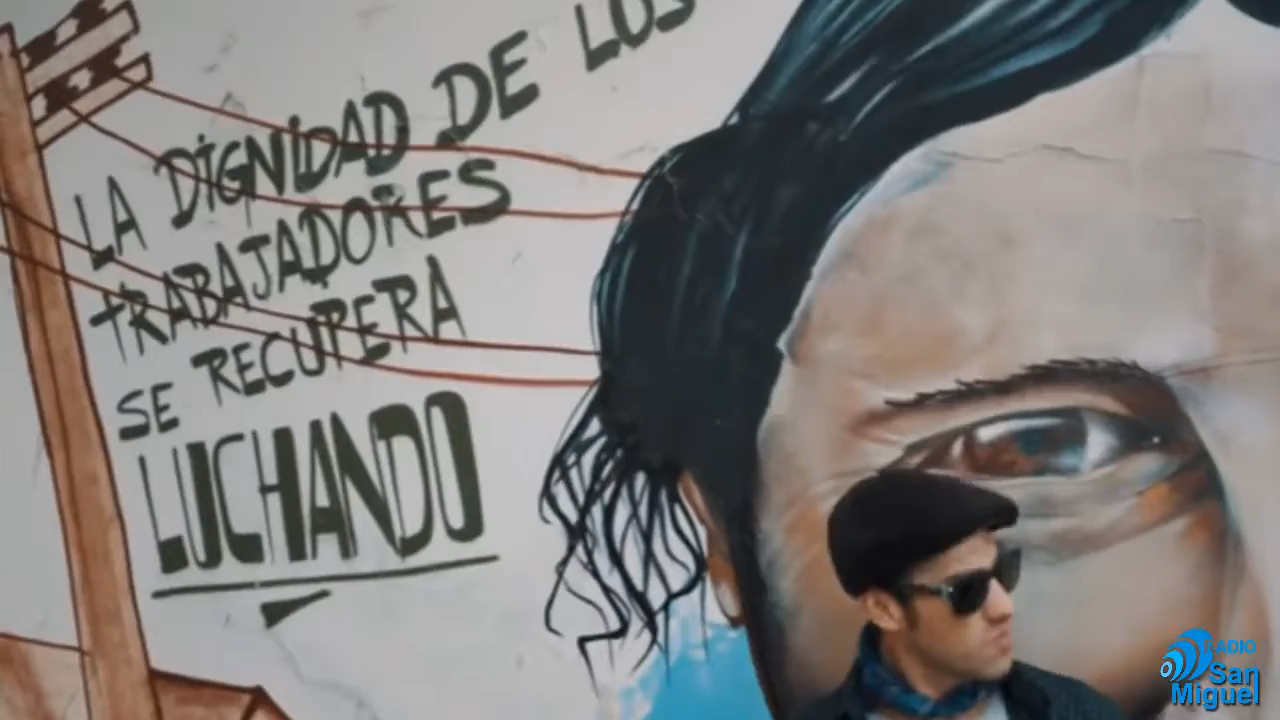 LA DIGNIDAD DE LOS
TRABAJADORES
SE RECUPERA
LUCHANDO
RADIO
San
Miguel